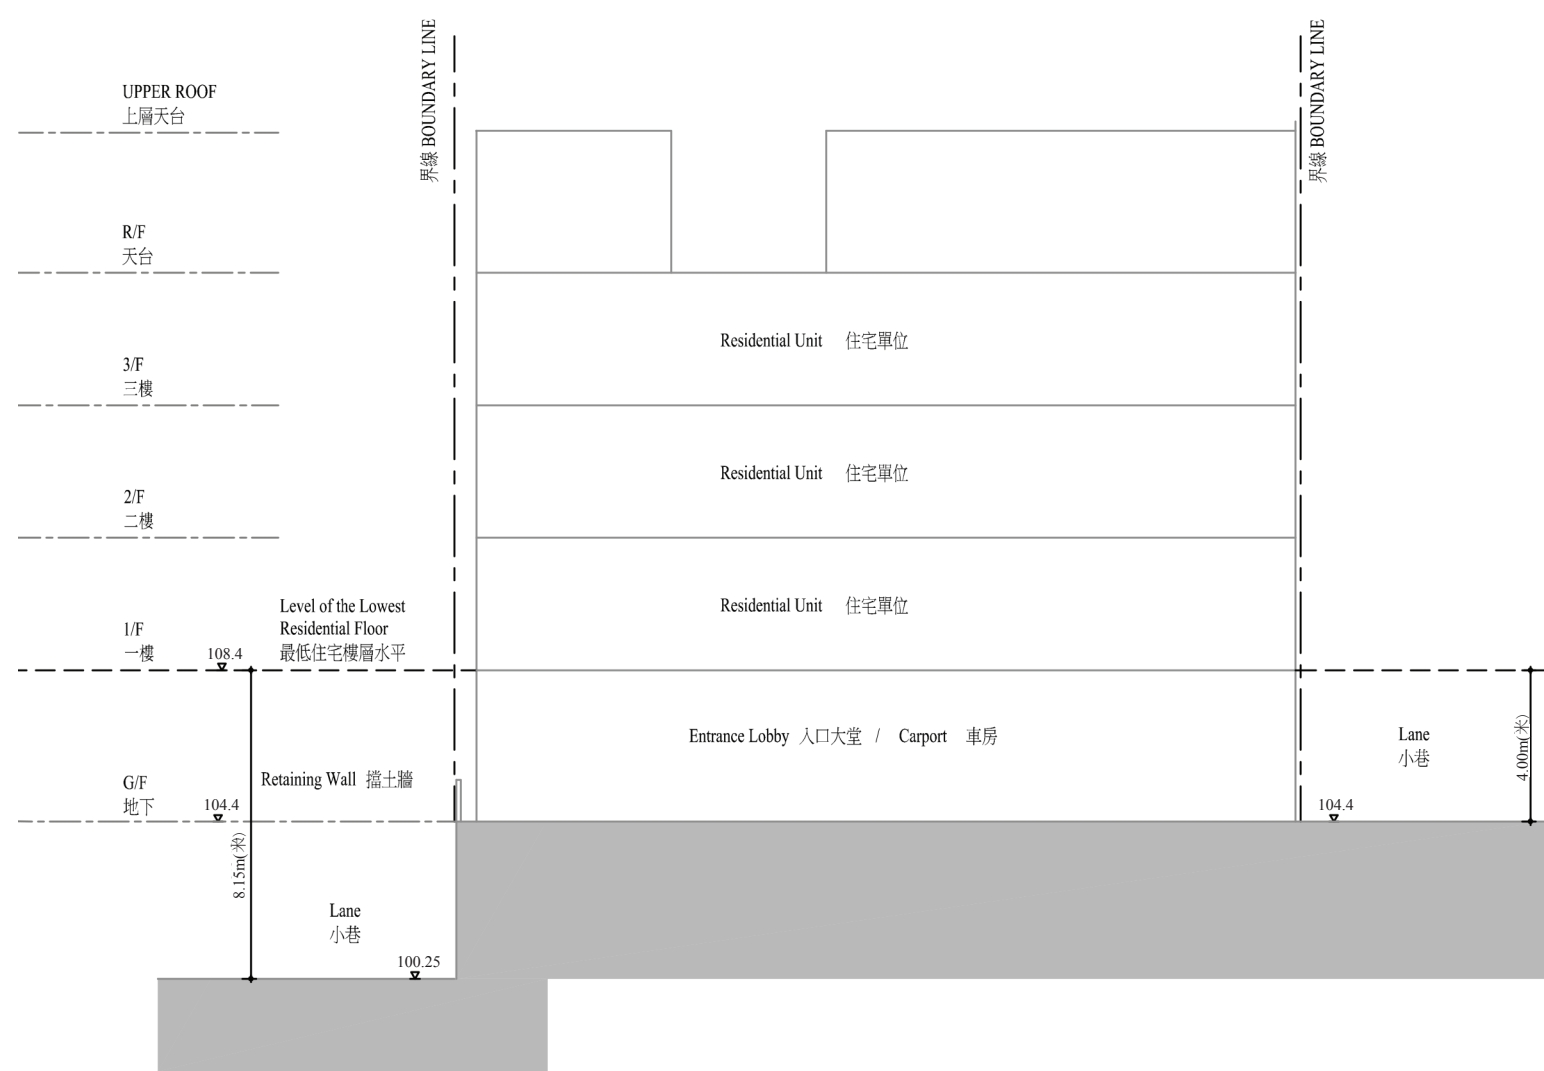 界線 BOUNDARY LINE
界線 BOUNDARY LINE
UPPER ROOF
上層天台
R/F
天台
Residential Unit 住宅單位
3/F
三樓
Residential Unit 住宅單位
2/F
二樓
Residential Unit 住宅單位
Level of the Lowest
Residential Floor
最低住宅樓層水平
1/F
一樓
108.4
Entrance Lobby 入口大堂 / Carport 車房
Lane
小巷
4.00m(米)
Retaining Wall 擋土牆
G/F
地下
104.4
104.4
8.15m(米)
Lane
小巷
100.25